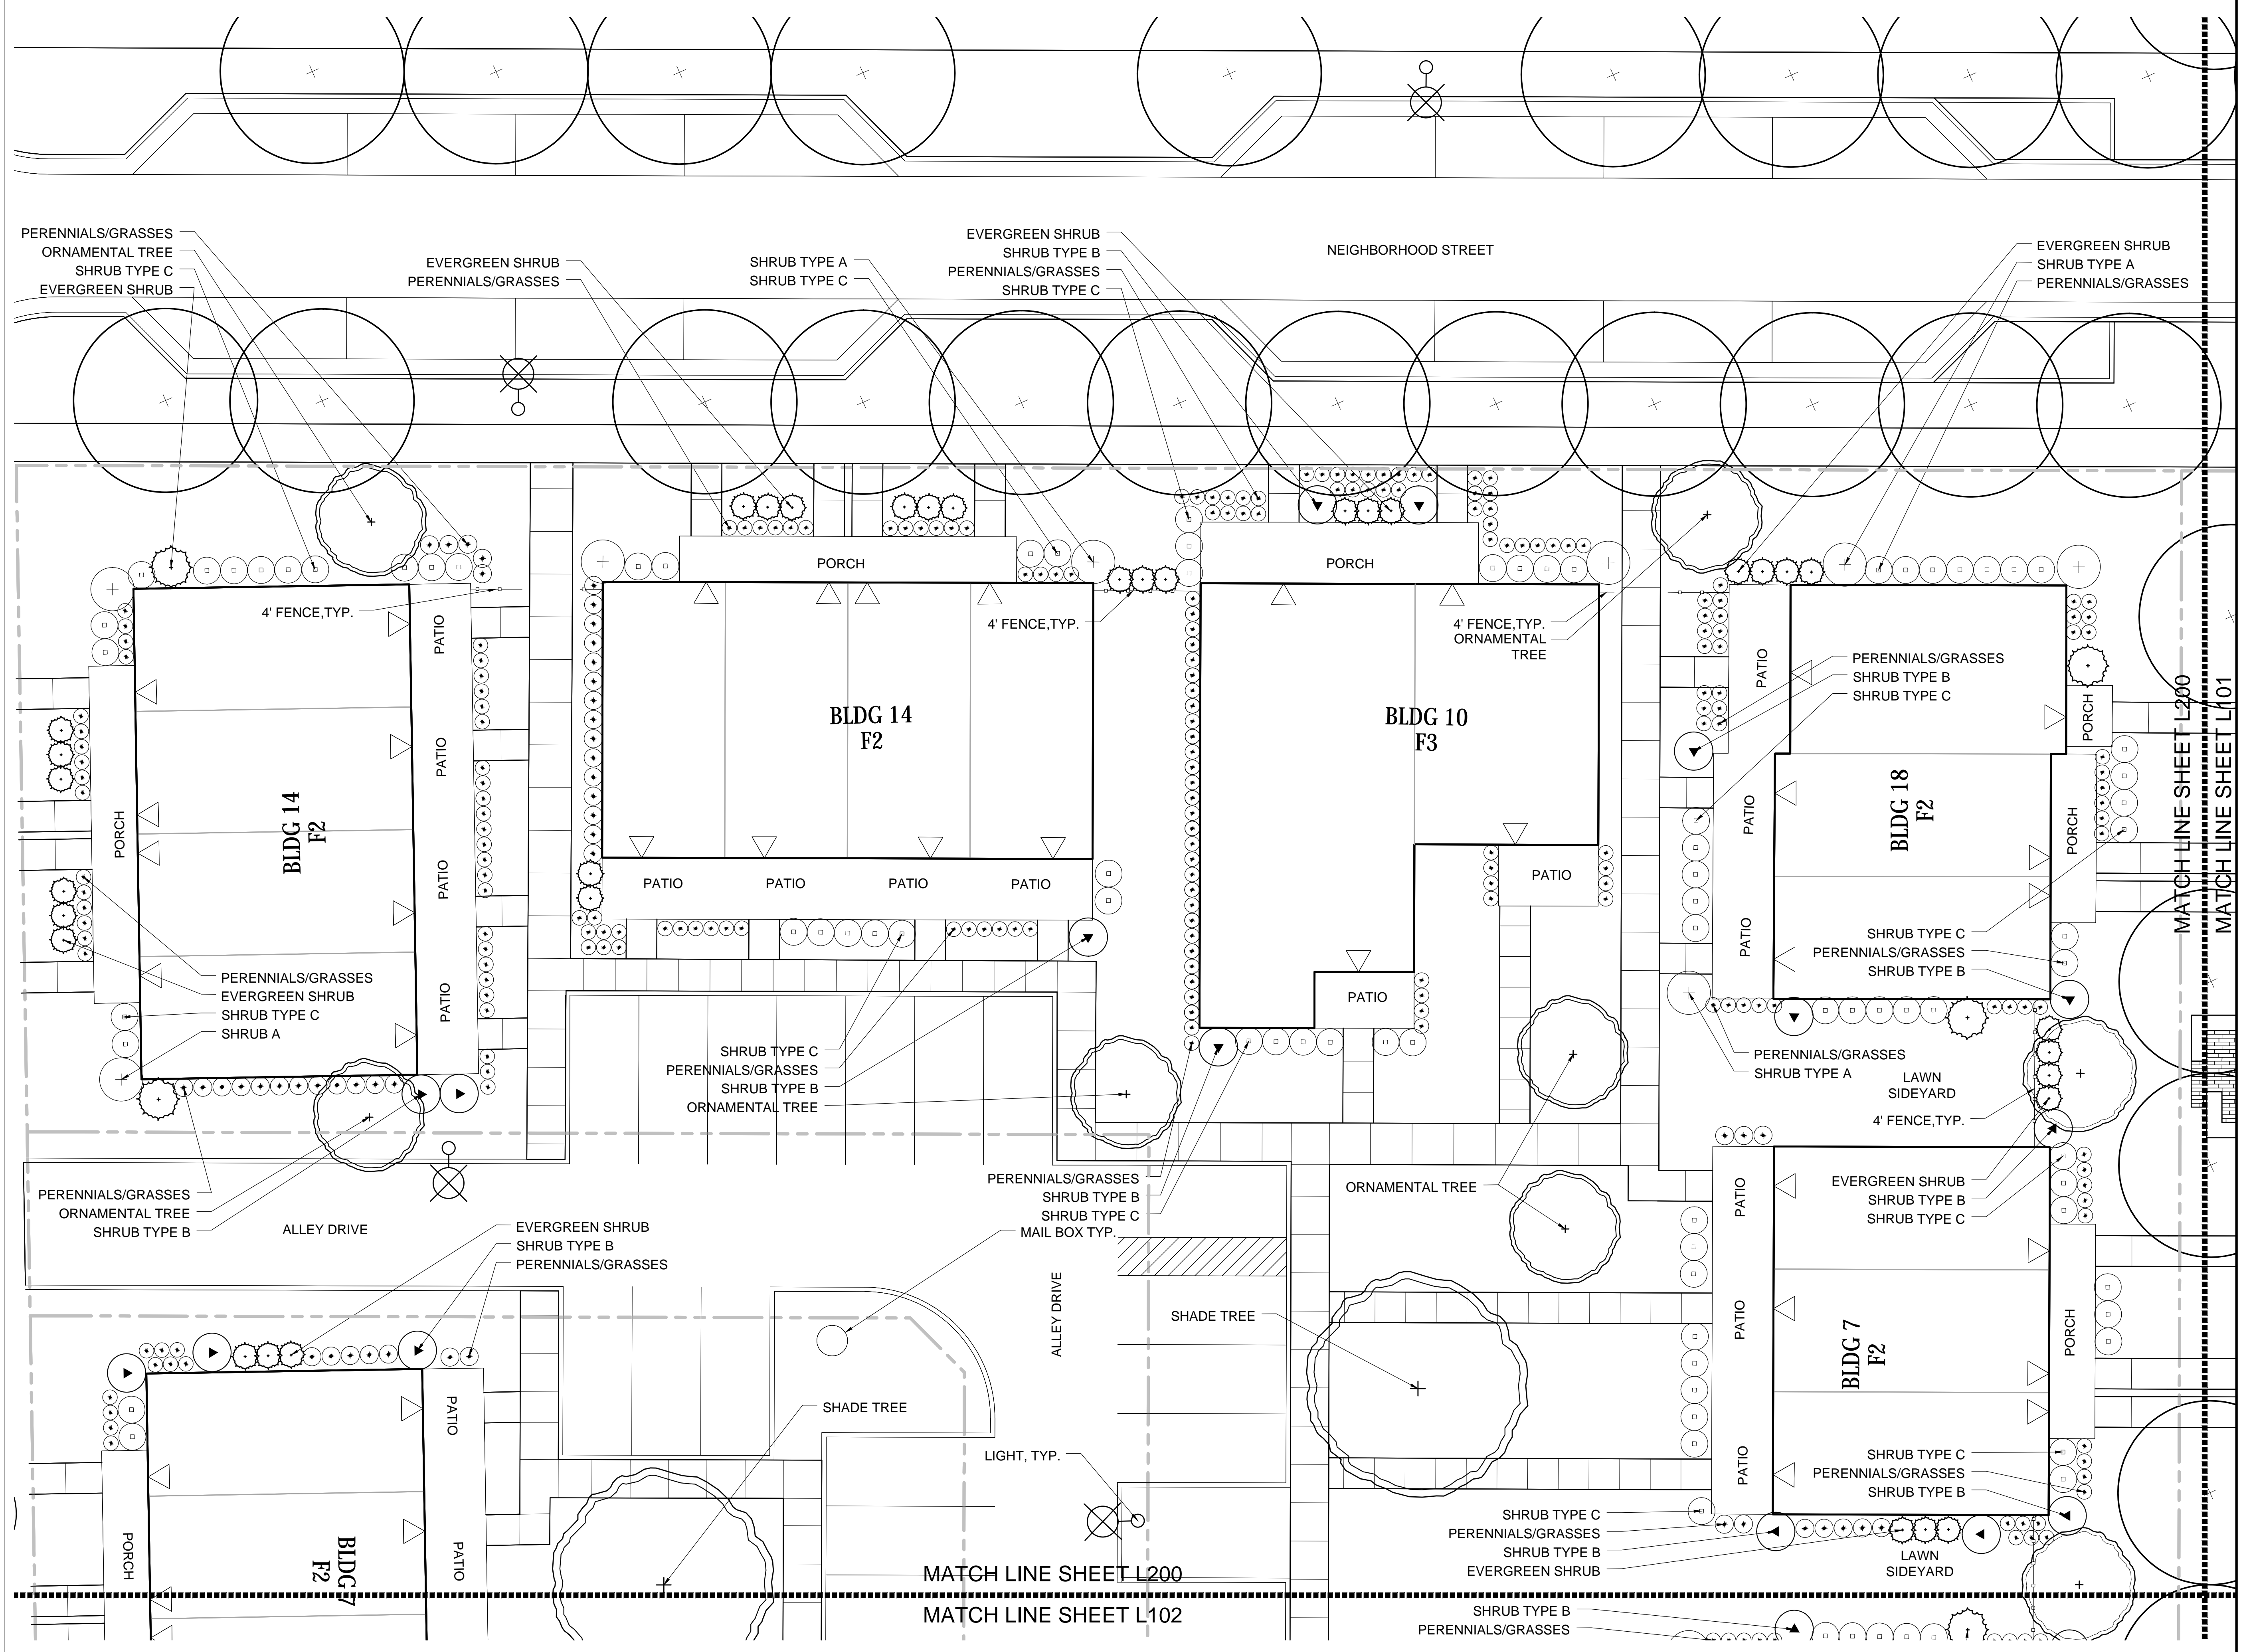 PERENNIALS/GRASSES
ORNAMENTAL TREE
SHRUB TYPE C
EVERGREEN SHRUB
EVERGREEN SHRUB
PERENNIALS/GRASSES
SHRUB TYPE A
SHRUB TYPE C
EVERGREEN SHRUB
SHRUB TYPE B
PERENNIALS/GRASSES
SHRUB TYPE C
NEIGHBORHOOD STREET
EVERGREEN SHRUB
SHRUB TYPE A
PERENNIALS/GRASSES
4' FENCE,TYP.
PATIO
PATIO
PATIO
PATIO
PORCH
BLDG 14
F2
PERENNIALS/GRASSES
EVERGREEN SHRUB
SHRUB TYPE C
SHRUB A
PORCH
4' FENCE,TYP.
BLDG 14
F2
PATIO
PATIO
PATIO
PATIO
SHRUB TYPE C
PERENNIALS/GRASSES
SHRUB TYPE B
ORNAMENTAL TREE
PORCH
4' FENCE,TYP.
ORNAMENTAL
TREE
BLDG 10
F3
PATIO
PATIO
PATIO
PATIO
PATIO
PERENNIALS/GRASSES
SHRUB TYPE B
SHRUB TYPE C
PORCH
PORCH
BLDG 18
F2
SHRUB TYPE C
PERENNIALS/GRASSES
SHRUB TYPE B
MATCH LINE SHEET L200
MATCH LINE SHEET L101
PERENNIALS/GRASSES
SHRUB TYPE A
LAWN
SIDEYARD
4' FENCE,TYP.
PERENNIALS/GRASSES
ORNAMENTAL TREE
SHRUB TYPE B
ALLEY DRIVE
EVERGREEN SHRUB
SHRUB TYPE B
PERENNIALS/GRASSES
PERENNIALS/GRASSES
SHRUB TYPE B
SHRUB TYPE C
MAIL BOX TYP.
ALLEY DRIVE
ORNAMENTAL TREE
SHADE TREE
EVERGREEN SHRUB
SHRUB TYPE B
SHRUB TYPE C
PATIO
PATIO
PATIO
BLDG 7
F2
PORCH
SHRUB TYPE C
PERENNIALS/GRASSES
SHRUB TYPE B
SHADE TREE
LIGHT, TYP.
PATIO
PATIO
PORCH
BLDG 7
F2
SHRUB TYPE C
PERENNIALS/GRASSES
SHRUB TYPE B
EVERGREEN SHRUB
LAWN
SIDEYARD
MATCH LINE SHEET L200
MATCH LINE SHEET L102
SHRUB TYPE B
PERENNIALS/GRASSES